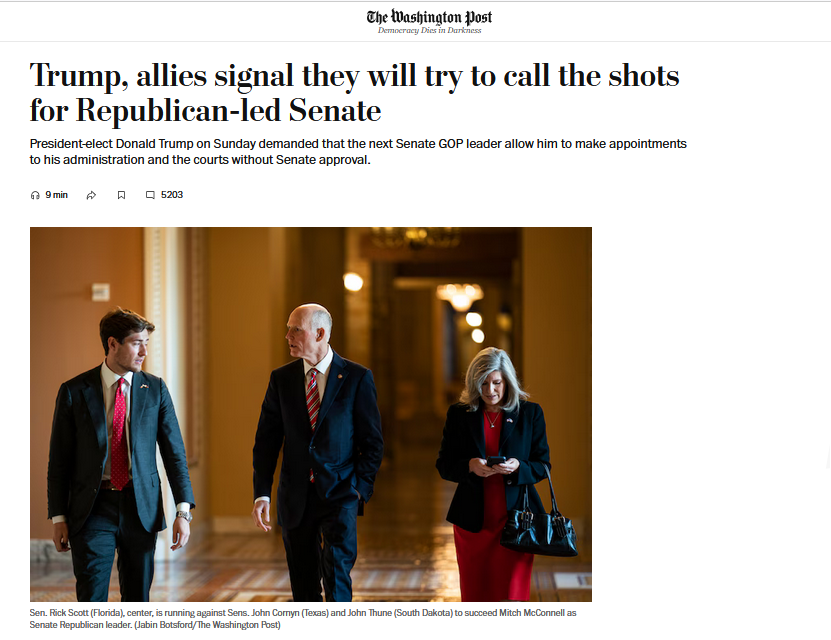 The Washington Post
Democracy Dies in Darkness
Trump, allies signal they will try to call the shots
for Republican-led Senate
President-elect Donald Trump on Sunday demanded that the next Senate GOP leader allow him to make appointments
to his administration and the courts without Senate approval.
9 min 5203
Sen. Rick Scott (Florida), center, is running against Sens. John Cornyn (Texas) and John Thune (South Dakota) to succeed Mitch McConnell as
Senate Republican leader. (Jabin Botsford/The Washington Post)